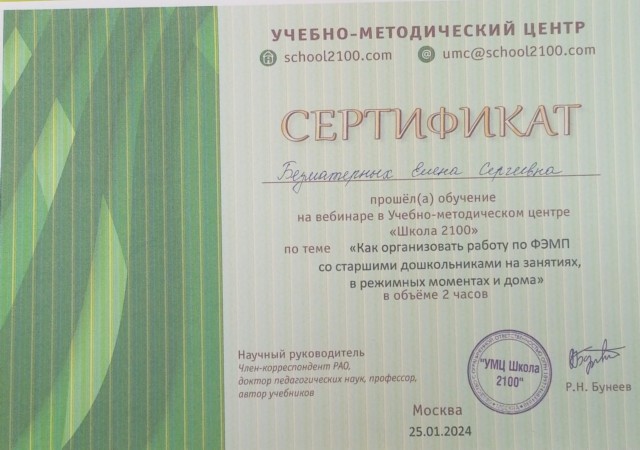 УЧЕБНО-МЕТОДИЧЕСКИЙ ЦЕНТР
school2100.com @ umc@school2100.com
СЕРТИФИКАТ
Безматерных Елена Сергеевна
прошёл(а) обучение
на вебинаре в Учебно-методическом центре
«Школа 2100»
по теме «Как организовать работу по ФЭМП
со старшими дошкольниками на занятиях,
в режимных моментах и дома»
в объёме 2 часов
Научный руководитель
Член-корреспондент РАО,
доктор педагогических наук, профессор,
автор учебников
"УМЦ Школа
2100"
Р.Н. Бунеев
Москва
25.01.2024